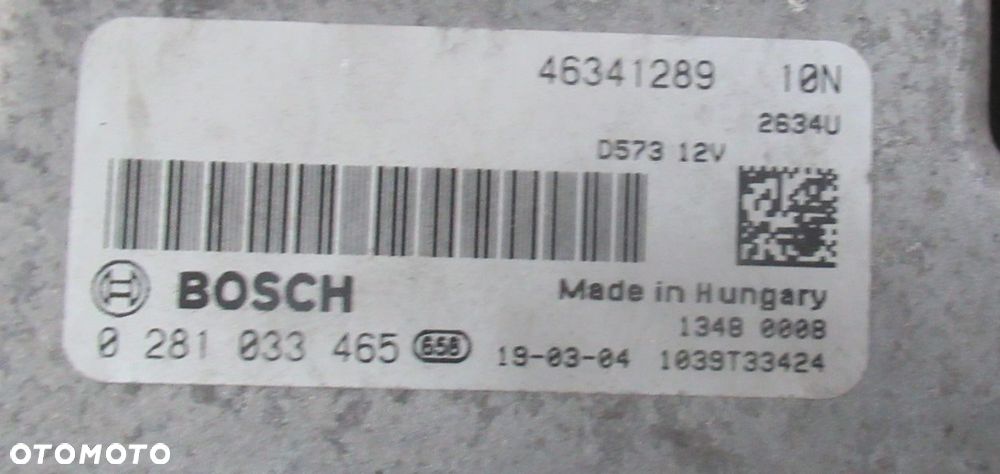 46341289 10N
2634U
D573 12V
BOSCH
Made in Hungary
1348 0008
0 281 033 465 658 19-03-04 1039T33424
OTOMOTO